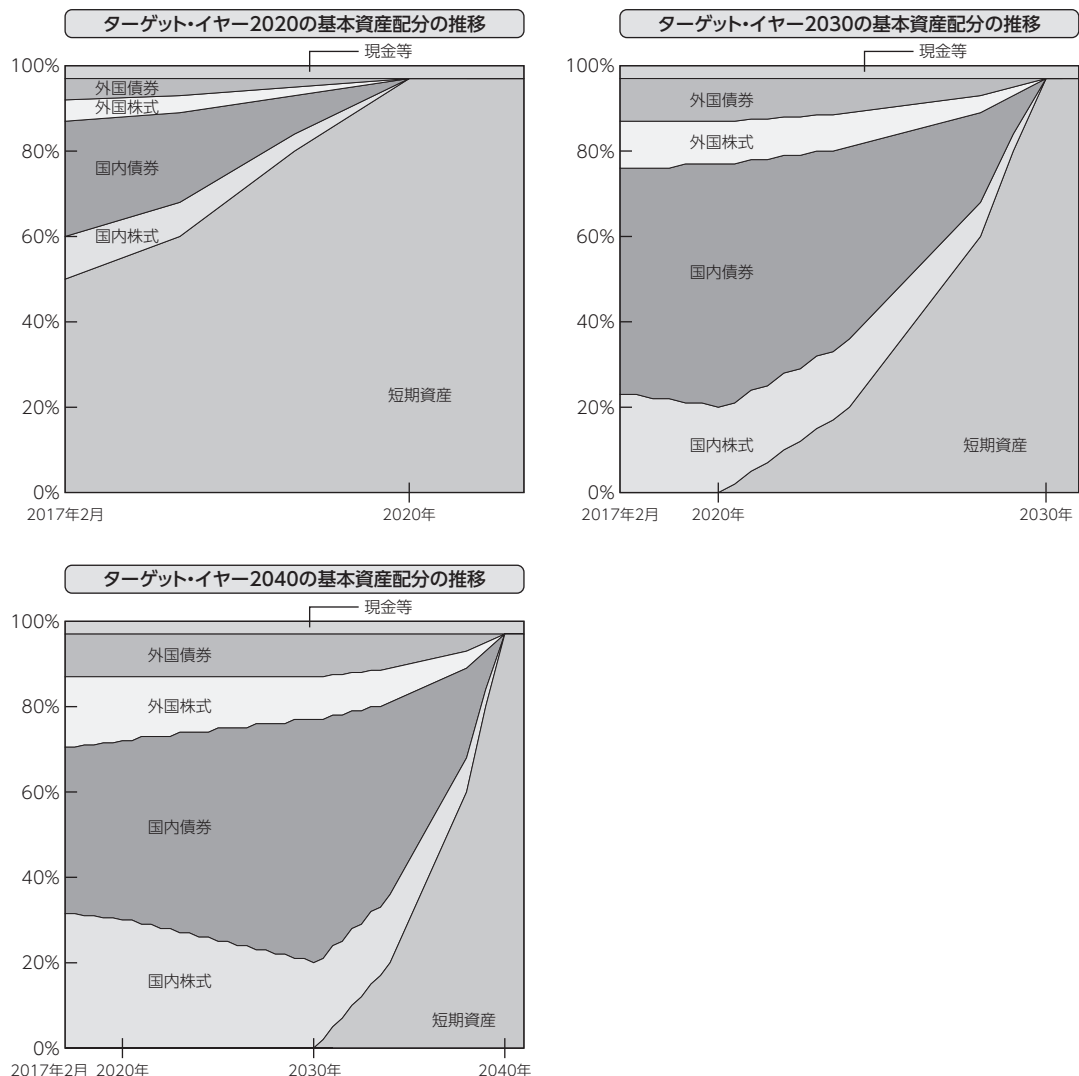 ターゲット・イヤー2020の基本資産配分の推移
現金等
100%
80%
60%
40%
20%
0%
外国債券
外国株式
国内債券
国内株式
短期資産
2017年2月
2020年
ターゲット・イヤー2030の基本資産配分の推移
現金等
100%
80%
60%
40%
20%
0%
外国債券
外国株式
国内債券
国内株式
短期資産
2017年2月
2020年
2030年
ターゲット・イヤー2040の基本資産配分の推移
現金等
100%
80%
60%
40%
20%
0%
外国債券
外国株式
国内債券
国内株式
短期資産
2017年2月
2020年
2030年
2040年